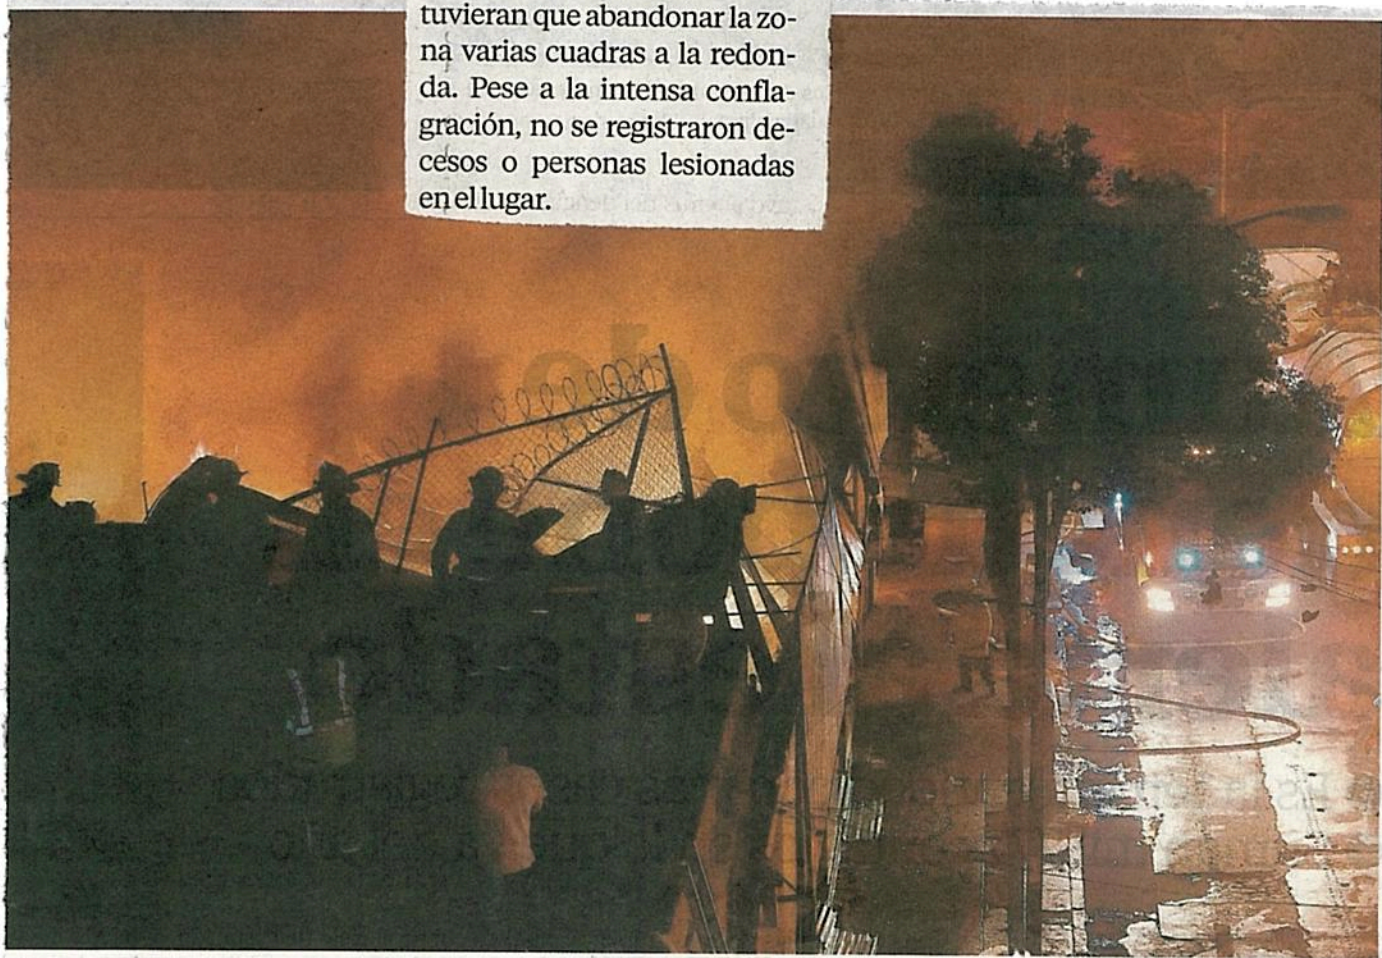 tuvieran que abandonar la zo-
na varias cuadras a la redon-
da. Pese a la intensa confla-
gración, no se registraron de-
cesos o personas lesionadas
en el lugar.